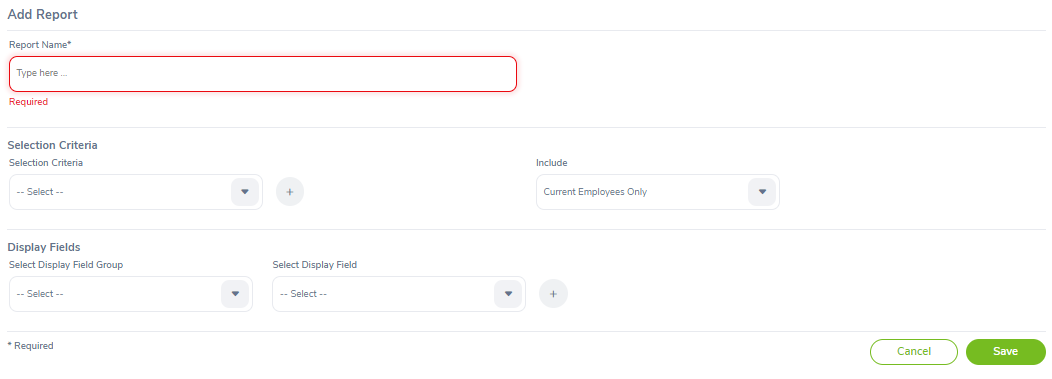 Add Report
Report Name*
Type here ...
Required
Selection Criteria
Selection Criteria
Include
-- Select --
+
Current Employees Only
Display Fields
Select Display Field Group
Select Display Field
-- Select --
-- Select --
+
* Required
Cancel
Save